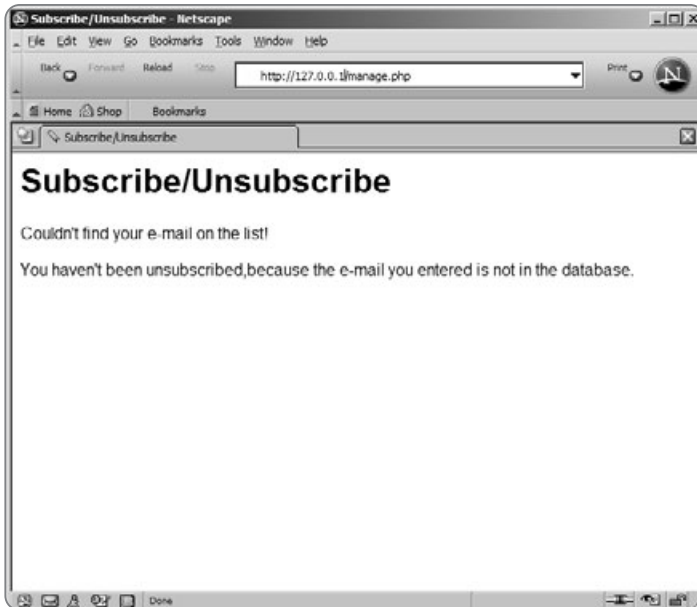 Subscribe/Unsubscribe - Netscape
File Edit View Go Bookmarks Tools Window Help
Back Forward Reload Stop http://127.0.0.1/manage.php Print N
Home Shop Bookmarks
Subscribe/Unsubscribe
Subscribe/Unsubscribe
Couldn't find your e-mail on the list!
You haven't been unsubscribed,because the e-mail you entered is not in the database.
Done